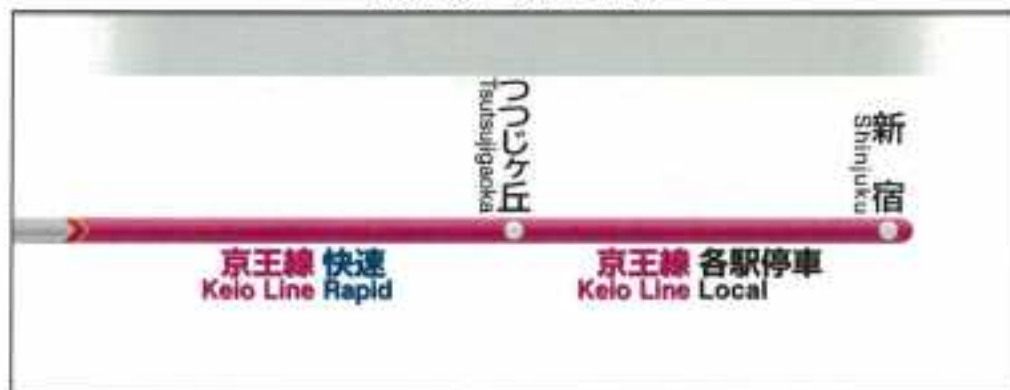 つつじヶ丘
Tsutsujigaoka
新宿
Shinjuku
京王線 快速
Keio Line Rapid
京王線 各駅停車
Keio Line Local